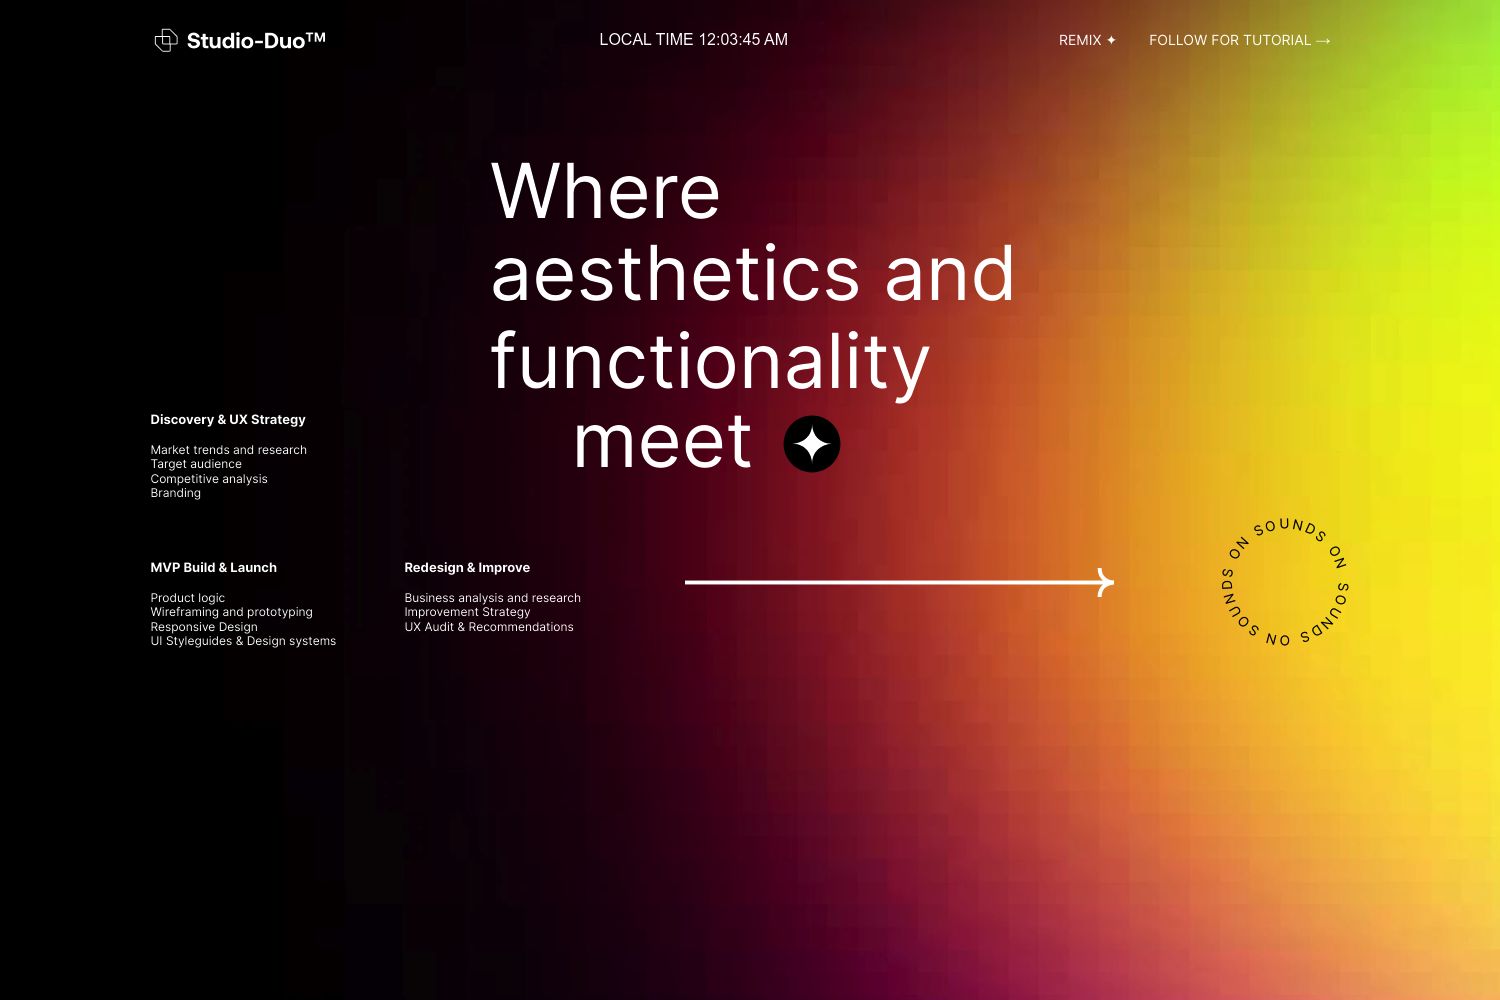 Studio-Duo™
LOCAL TIME 12:03:45 AM
REMIX ✦
FOLLOW FOR TUTORIAL →
Where
aesthetics and
functionality
meet
Discovery & UX Strategy
Market trends and research
Target audience
Competitive analysis
Branding
MVP Build & Launch
Product logic
Wireframing and prototyping
Responsive Design
UI Styleguides & Design systems
Redesign & Improve
Business analysis and research
Improvement Strategy
UX Audit & Recommendations
SOUNDS ON SOUNDS ON SOUNDS ON